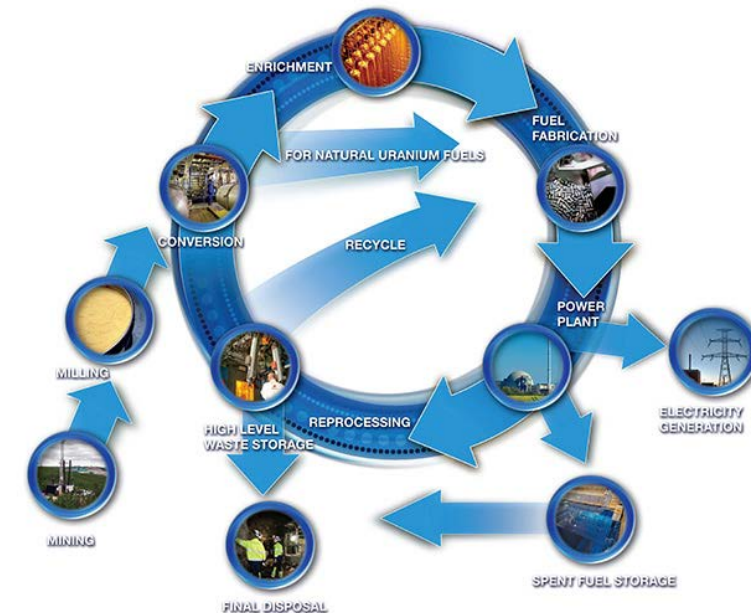 ENRICHMENT
FUEL
FABRICATION
FOR NATURAL URANIUM FUELS
CONVERSION
RECYCLE
POWER
PLANT
MILLING
HIGH LEVEL
WASTE STORAGE
REPROCESSING
ELECTRICITY
GENERATION
MINING
SPENT FUEL STORAGE
FINAL DISPOSAL